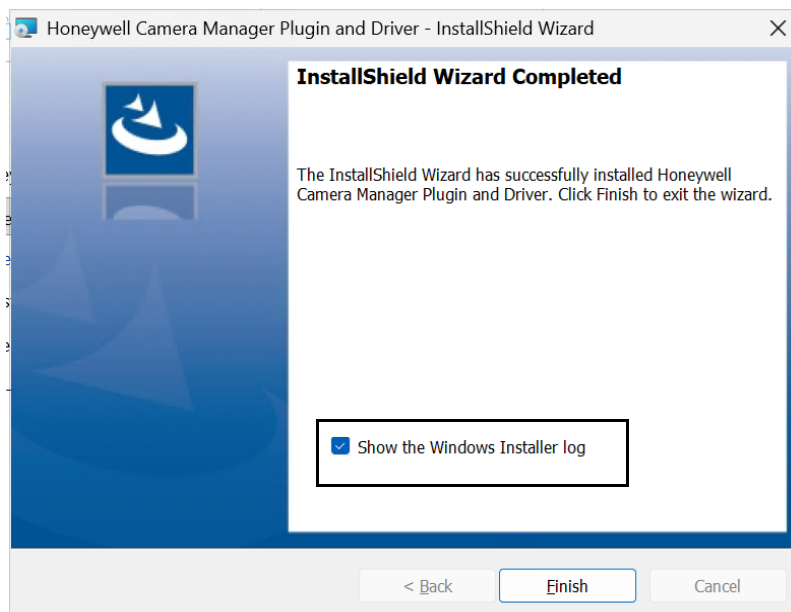 Honeywell Camera Manager Plugin and Driver - InstallShield Wizard
InstallShield Wizard Completed
The InstallShield Wizard has successfully installed Honeywell
Camera Manager Plugin and Driver. Click Finish to exit the wizard.
Show the Windows Installer log
< Back
Finish
Cancel